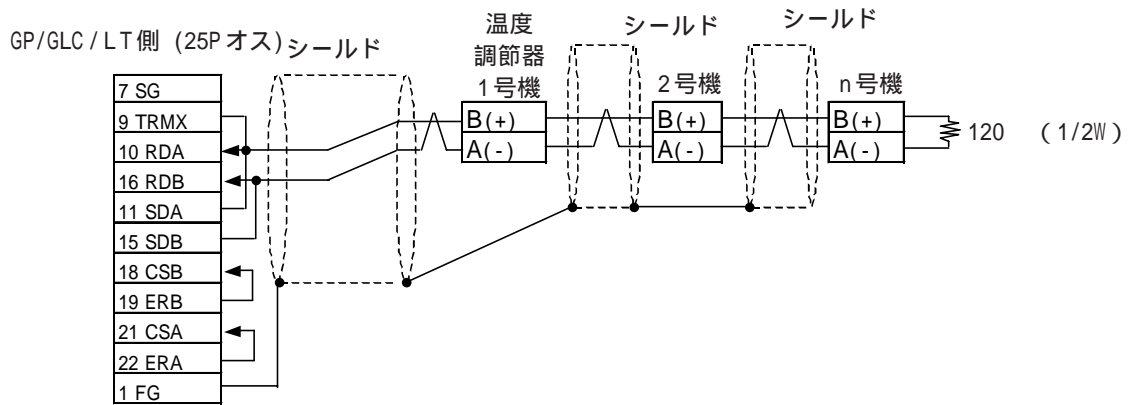 GP/GLC/LT側 (25Pオス)
シールド
温度
調節器
1号機
シールド
2号機
シールド
n号機
7 SG
9 TRMX
10 RDA
16 RDB
11 SDA
15 SDB
18 CSB
19 ERB
21 CSA
22 ERA
1 FG
B(+)
A(-)
B(+)
A(-)
B(+)
A(-)
120 (1/2W)